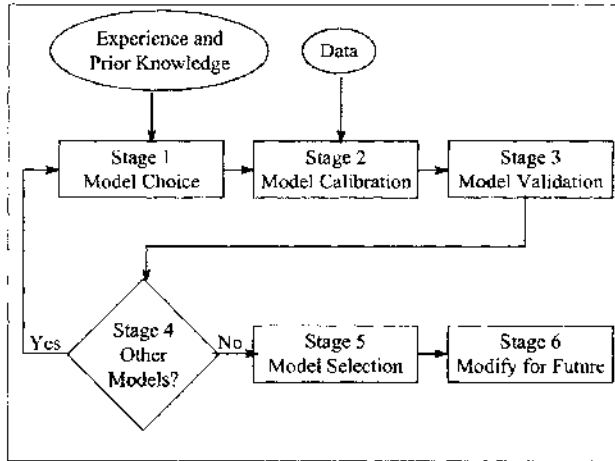 Experience and
Prior Knowledge
Data
Stage 1
Model Choice
Stage 2
Model Calibration
Stage 3
Model Validation
Yes
Stage 4
Other
Models?
No
Stage 5
Model Selection
Stage 6
Modify for Future